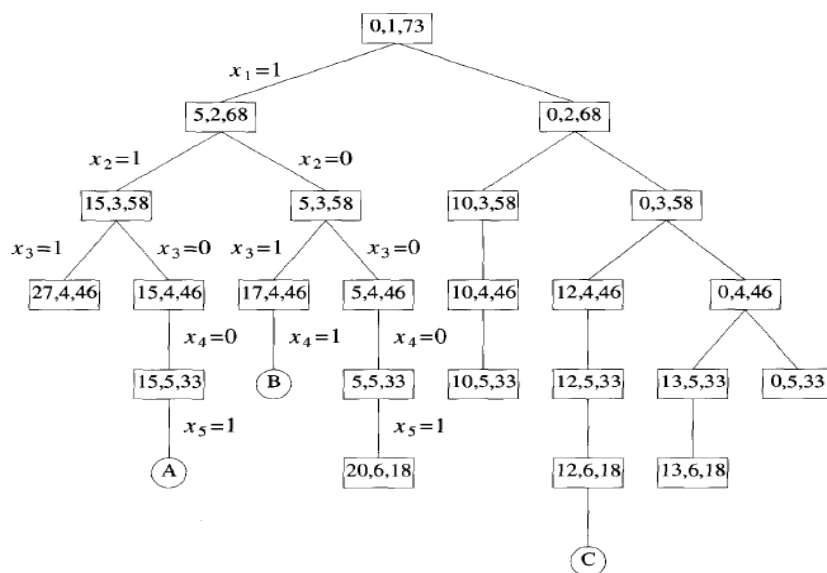 0,1,73
x1=1
5,2,68
0,2,68
x2=1
x2=0
15,3,58
5,3,58
10,3,58
0,3,58
x3=1
x3=0
x3=1
x3=0
27,4,46
15,4,46
17,4,46
5,4,46
10,4,46
12,4,46
0,4,46
x4=0
x4=1
x4=0
15,5,33
B
5,5,33
10,5,33
12,5,33
13,5,33
0,5,33
x5=1
x5=1
A
20,6,18
12,6,18
13,6,18
C